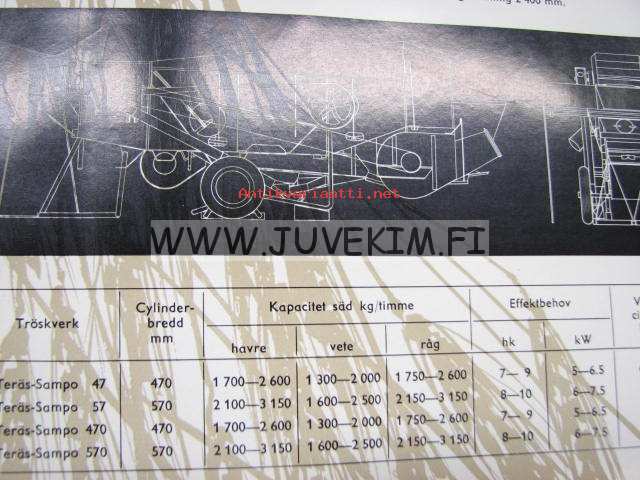 2 400 mm.
Antikvariaatti.net
WWW.JUVEKIM.FI
Tröskverk Cylinder-bredd mm Kapacitet säd kg/timme Effektbehov
havre vete råg hk kW
Teräs-Sampo 47 470 1 700—2 600 1 300—2 000 1 750—2 600 7— 9 5—6.5
Teräs-Sampo 57 570 2 100—3 150 1 600—2 500 2 150—3 150 8—10 6—7.5
Teräs-Sampo 470 470 1 700—2 600 1 300—2 000 1 750—2 600 7— 9 5—6.5
Teräs-Sampo 570 570 2 100—3 150 1 600—2 500 2 150—3 150 8—10 6—7.5